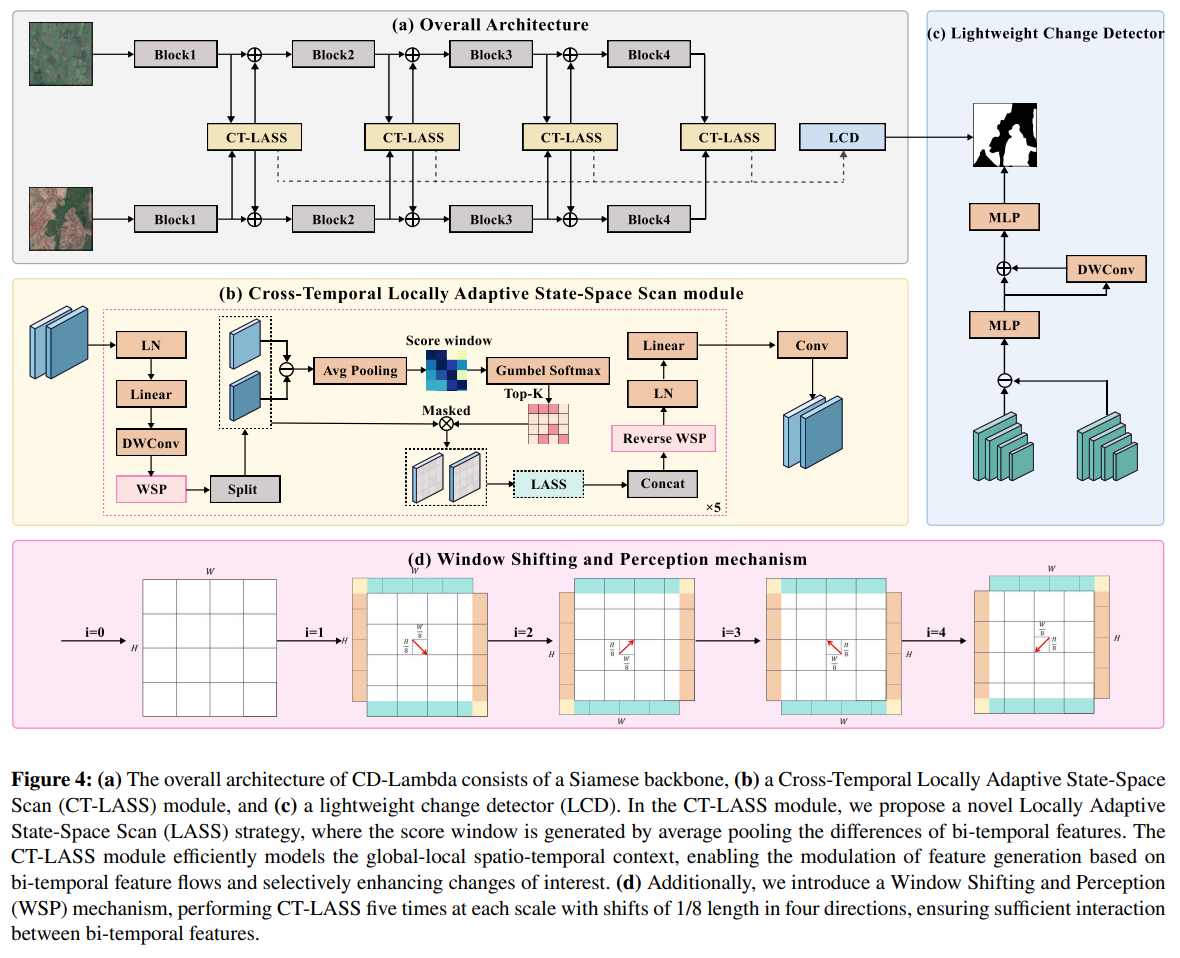 (a) Overall Architecture
Block1
Block2
Block3
Block4
CT-LASS
CT-LASS
CT-LASS
CT-LASS
LCD
Block1
Block2
Block3
Block4
(c) Lightweight Change Detector
MLP
DWConv
MLP
(b) Cross-Temporal Locally Adaptive State-Space Scan module
LN
Linear
DWConv
WSP
Split
Avg Pooling
Score window
Gumbel Softmax
Top-K
Masked
LASS
Concat
Reverse WSP
LN
Linear
×5
Conv
(d) Window Shifting and Perception mechanism
i=0
W
H
i=1
W
H
W/8
H/8
i=2
H
W
H/8
W/8
i=3
H
W
H/8
W/8
i=4
W
H
W/8
H/8
Figure 4: (a) The overall architecture of CD-Lambda consists of a Siamese backbone, (b) a Cross-Temporal Locally Adaptive State-Space
Scan (CT-LASS) module, and (c) a lightweight change detector (LCD). In the CT-LASS module, we propose a novel Locally Adaptive
State-Space Scan (LASS) strategy, where the score window is generated by average pooling the differences of bi-temporal features. The
CT-LASS module efficiently models the global-local spatio-temporal context, enabling the modulation of feature generation based on
bi-temporal feature flows and selectively enhancing changes of interest. (d) Additionally, we introduce a Window Shifting and Perception
(WSP) mechanism, performing CT-LASS five times at each scale with shifts of 1/8 length in four directions, ensuring sufficient interaction
between bi-temporal features.